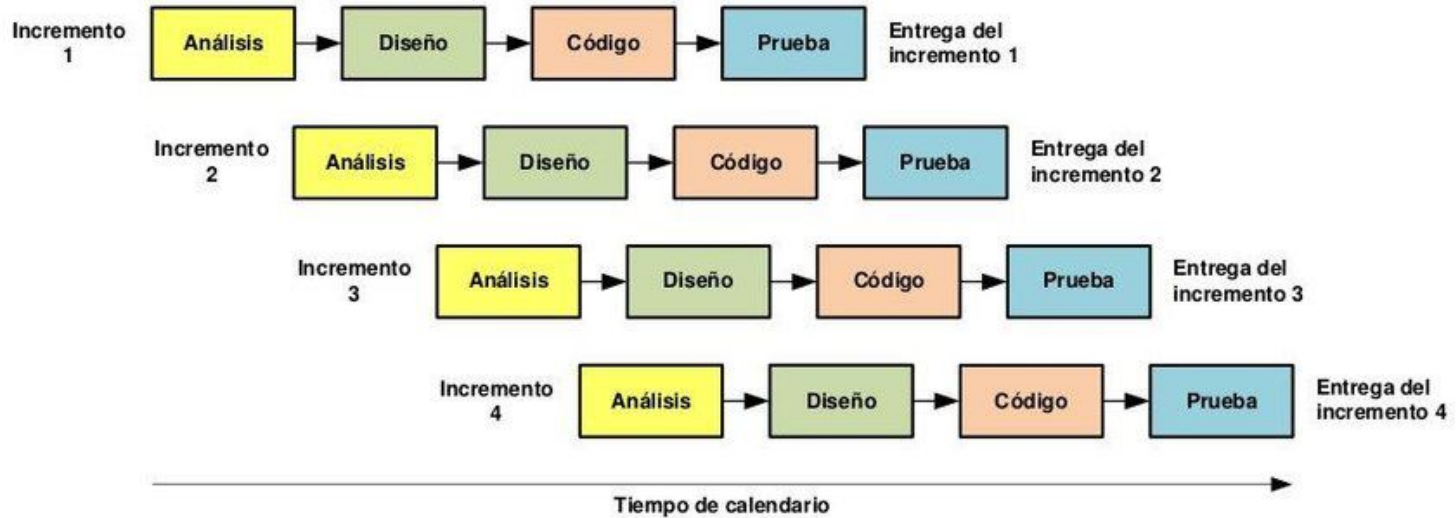 Incremento
1
Análisis
Diseño
Código
Prueba
Entrega del
incremento 1
Incremento
2
Análisis
Diseño
Código
Prueba
Entrega del
incremento 2
Incremento
3
Análisis
Diseño
Código
Prueba
Entrega del
incremento 3
Incremento
4
Análisis
Diseño
Código
Prueba
Entrega del
incremento 4
Tiempo de calendario